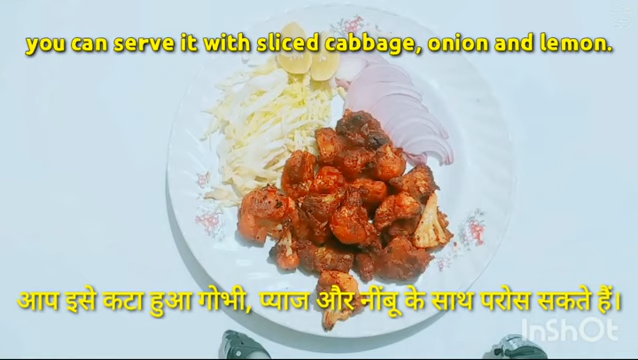 you can serve it with sliced cabbage, onion and lemon.
आप इसे कटा हुआ गोभी, प्याज और नींबू के साथ परोस सकते हैं।
InShOt